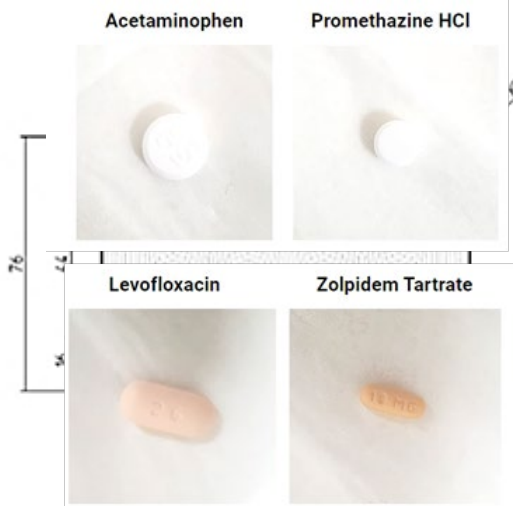 Acetaminophen
Promethazine HCl
76
Levofloxacin
Zolpidem Tartrate
10 MG